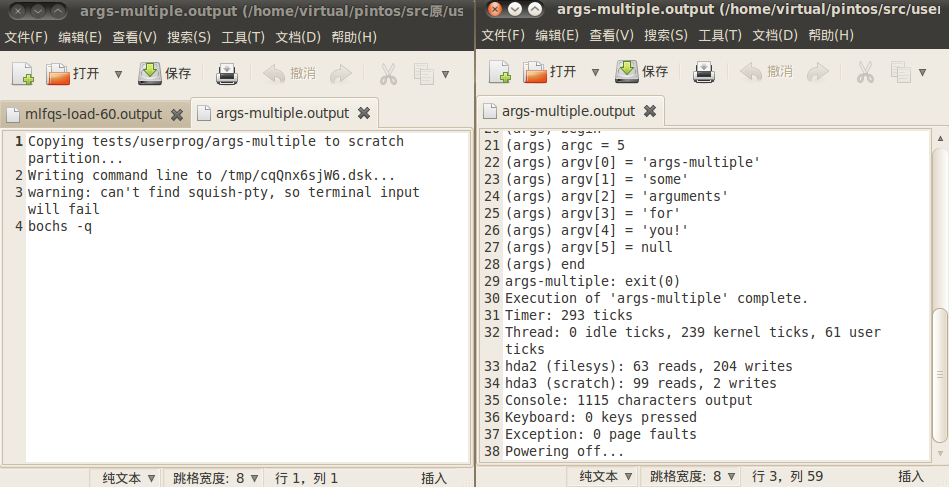 args-multiple.output (/home/virtual/pintos/src原/us
文件(F) 编辑(E) 查看(V) 搜索(S) 工具(T) 文档(D) 帮助(H)
打开 保存 撤消
mlfqs-load-60.output args-multiple.output
1 Copying tests/userprog/args-multiple to scratch
partition...
2 Writing command line to /tmp/cqQnx6sjW6.dsk...
3 warning: can't find squish-pty, so terminal input
will fail
4 bochs -q
纯文本 跳格宽度: 8 行 1，列 1 插入
args-multiple.output (/home/virtual/pintos/src/user
文件(F) 编辑(E) 查看(V) 搜索(S) 工具(T) 文档(D) 帮助(H)
打开 保存 撤消
args-multiple.output
20 (args) begin
21 (args) argc = 5
22 (args) argv[0] = 'args-multiple'
23 (args) argv[1] = 'some'
24 (args) argv[2] = 'arguments'
25 (args) argv[3] = 'for'
26 (args) argv[4] = 'you!'
27 (args) argv[5] = null
28 (args) end
29 args-multiple: exit(0)
30 Execution of 'args-multiple' complete.
31 Timer: 293 ticks
32 Thread: 0 idle ticks, 239 kernel ticks, 61 user
ticks
33 hda2 (filesys): 63 reads, 204 writes
34 hda3 (scratch): 99 reads, 2 writes
35 Console: 1115 characters output
36 Keyboard: 0 keys pressed
37 Exception: 0 page faults
38 Powering off...
纯文本 跳格宽度: 8 行 3，列 59 插入